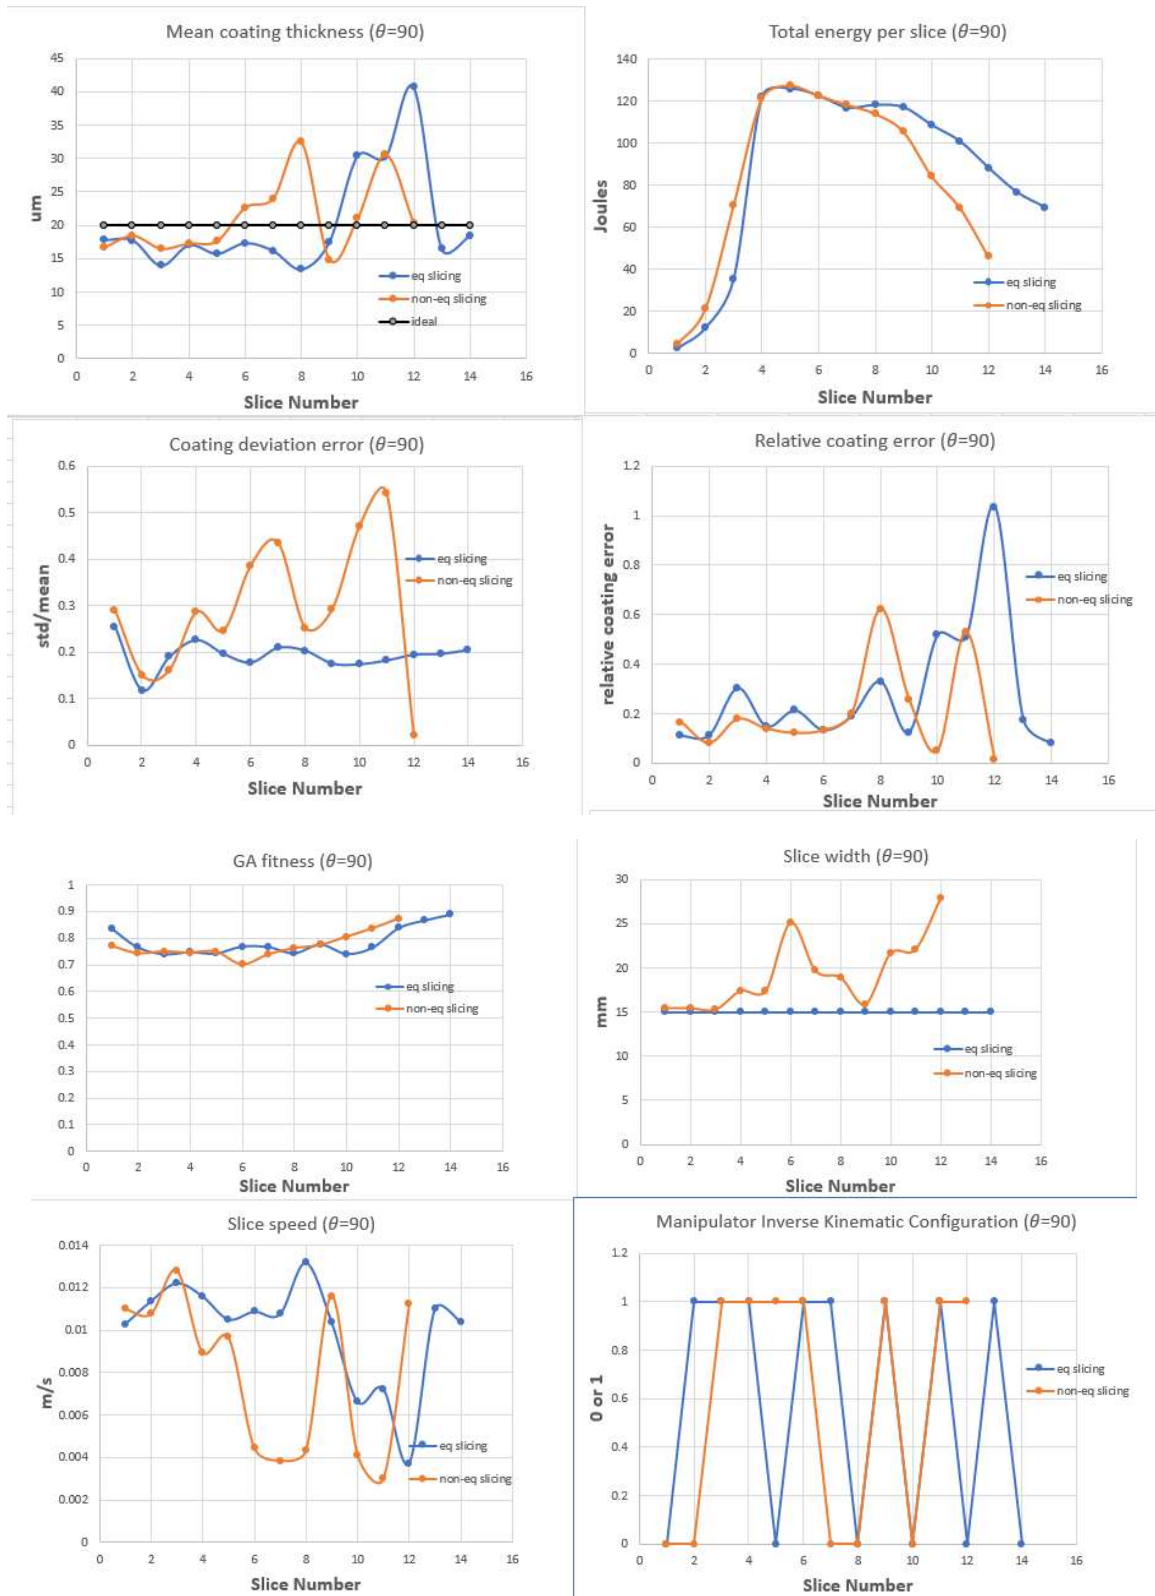 Mean coating thickness (θ=90)
45
40
35
30
25
20
15
10
5
0
um
0 2 4 6 8 10 12 14 16
Slice Number
eq slicing
non-eq slicing
ideal
Total energy per slice (θ=90)
140
120
100
80
60
40
20
0
Joules
0 2 4 6 8 10 12 14 16
Slice Number
eq slicing
non-eq slicing
Coating deviation error (θ=90)
0.6
0.5
0.4
0.3
0.2
0.1
0
std/mean
0 2 4 6 8 10 12 14 16
Slice Number
eq slicing
non-eq slicing
Relative coating error (θ=90)
1.2
1
0.8
0.6
0.4
0.2
0
relative coating error
0 2 4 6 8 10 12 14 16
Slice Number
eq slicing
non-eq slicing
GA fitness (θ=90)
1
0.9
0.8
0.7
0.6
0.5
0.4
0.3
0.2
0.1
0
0 2 4 6 8 10 12 14 16
Slice Number
eq slicing
non-eq slicing
Slice width (θ=90)
30
25
20
15
10
5
0
mm
0 2 4 6 8 10 12 14 16
Slice Number
eq slicing
non-eq slicing
Slice speed (θ=90)
0.014
0.012
0.01
0.008
0.006
0.004
0.002
0
m/s
0 2 4 6 8 10 12 14 16
Slice Number
eq slicing
non-eq slicing
Manipulator Inverse Kinematic Configuration (θ=90)
1.2
1
0.8
0.6
0.4
0.2
0
0 or 1
0 2 4 6 8 10 12 14 16
Slice Number
eq slicing
non-eq slicing